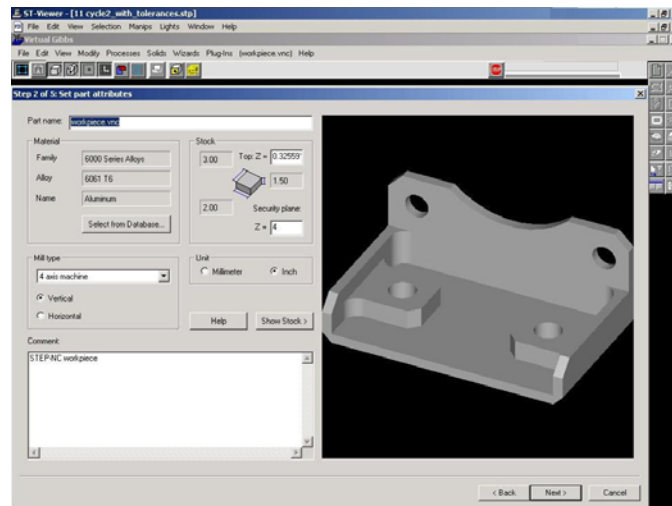 ST-Viewer - [11 cycle2_with_tolerances.stp]
File Edit View Selection Manips Lights Window Help
Virtual Gibbs
File Edit View Modify Processes Solids Wizards Plug-Ins (workpiece.vnc) Help
Step 2 of 5: Set part attributes
Part name: workpiece.vnc
Material
Family 6000 Series Alloys
Alloy 6061 T6
Name Aluminum
Select from Database...
Stock
3.00 Top: Z = 0.32559
1.50
2.00 Security plane:
Z = 4
Mill type
4 axis machine
Vertical
Horizontal
Unit
Millimeter Inch
Help Show Stock >
Comment:
STEP-NC workpiece
< Back Next > Cancel